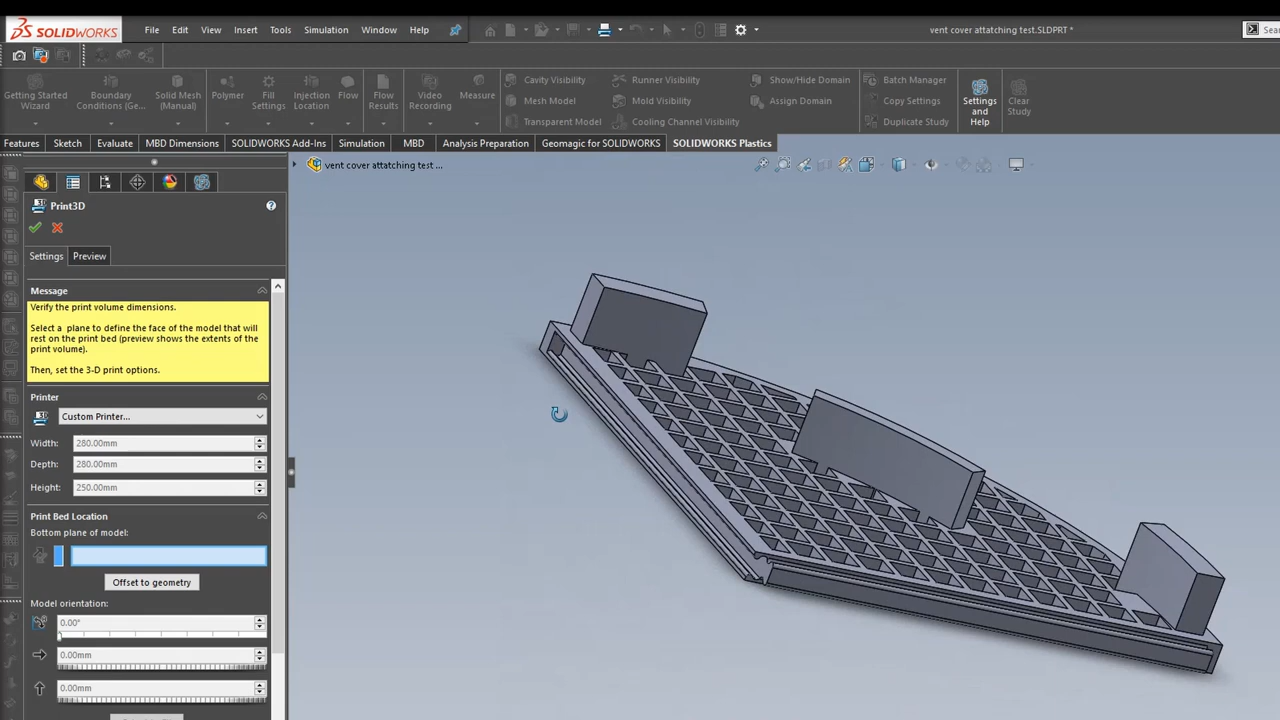 SOLIDWORKS File Edit View Insert Tools Simulation Window Help vent cover attatching test.SLDPRT * Sea
Getting Started Wizard
Boundary Conditions (Ge...
Solid Mesh (Manual)
Polymer
Fill Settings
Injection Location
Flow
Flow Results
Video Recording
Measure
Cavity Visibility
Mesh Model
Transparent Model
Runner Visibility
Mold Visibility
Cooling Channel Visibility
Show/Hide Domain
Assign Domain
Batch Manager
Copy Settings
Duplicate Study
Settings and Help
Clear Study
Features Sketch Evaluate MBD Dimensions SOLIDWORKS Add-Ins Simulation MBD Analysis Preparation Geomagic for SOLIDWORKS SOLIDWORKS Plastics
vent cover attatching test ...
Print3D
Settings Preview
Message
Verify the print volume dimensions.
Select a plane to define the face of the model that will
rest on the print bed (preview shows the extents of the
print volume).
Then, set the 3-D print options.
Printer
Custom Printer...
Width: 280.00mm
Depth: 280.00mm
Height: 250.00mm
Print Bed Location
Bottom plane of model:
Offset to geometry
Model orientation:
0.00°
0.00mm
0.00mm